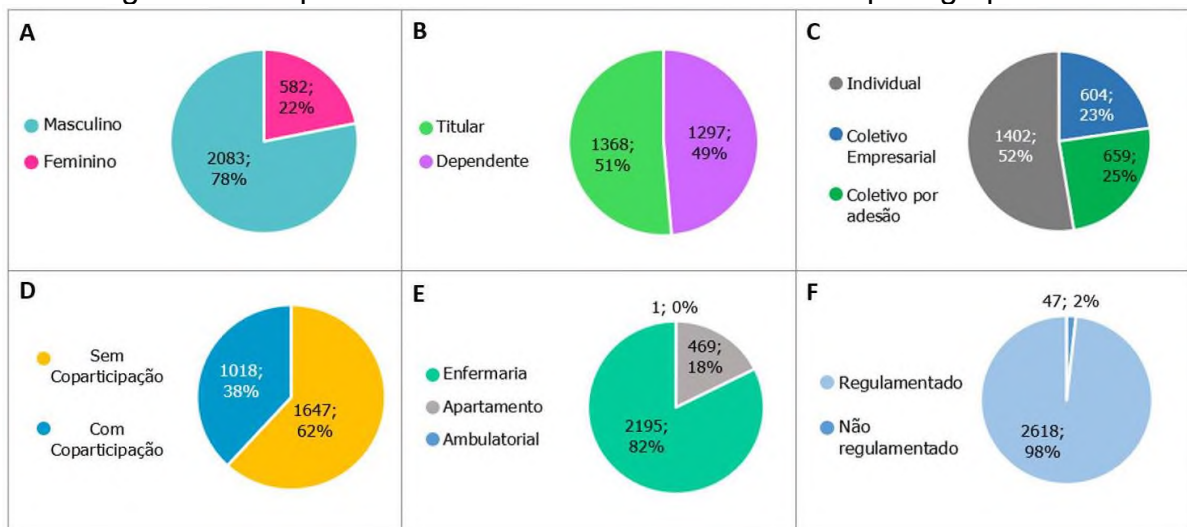 A
Masculino
Feminino
582;
22%
2083;
78%
B
Titular
Dependente
1368;
51%
1297;
49%
C
Individual
Coletivo
Empresarial
Coletivo por
adesão
1402;
52%
604;
23%
659;
25%
D
Sem
Coparticipação
Com
Coparticipação
1018;
38%
1647;
62%
E
Enfermaria
Apartamento
Ambulatorial
1; 0%
469;
18%
2195;
82%
F
Regulamentado
Não
regulamentado
47; 2%
2618;
98%